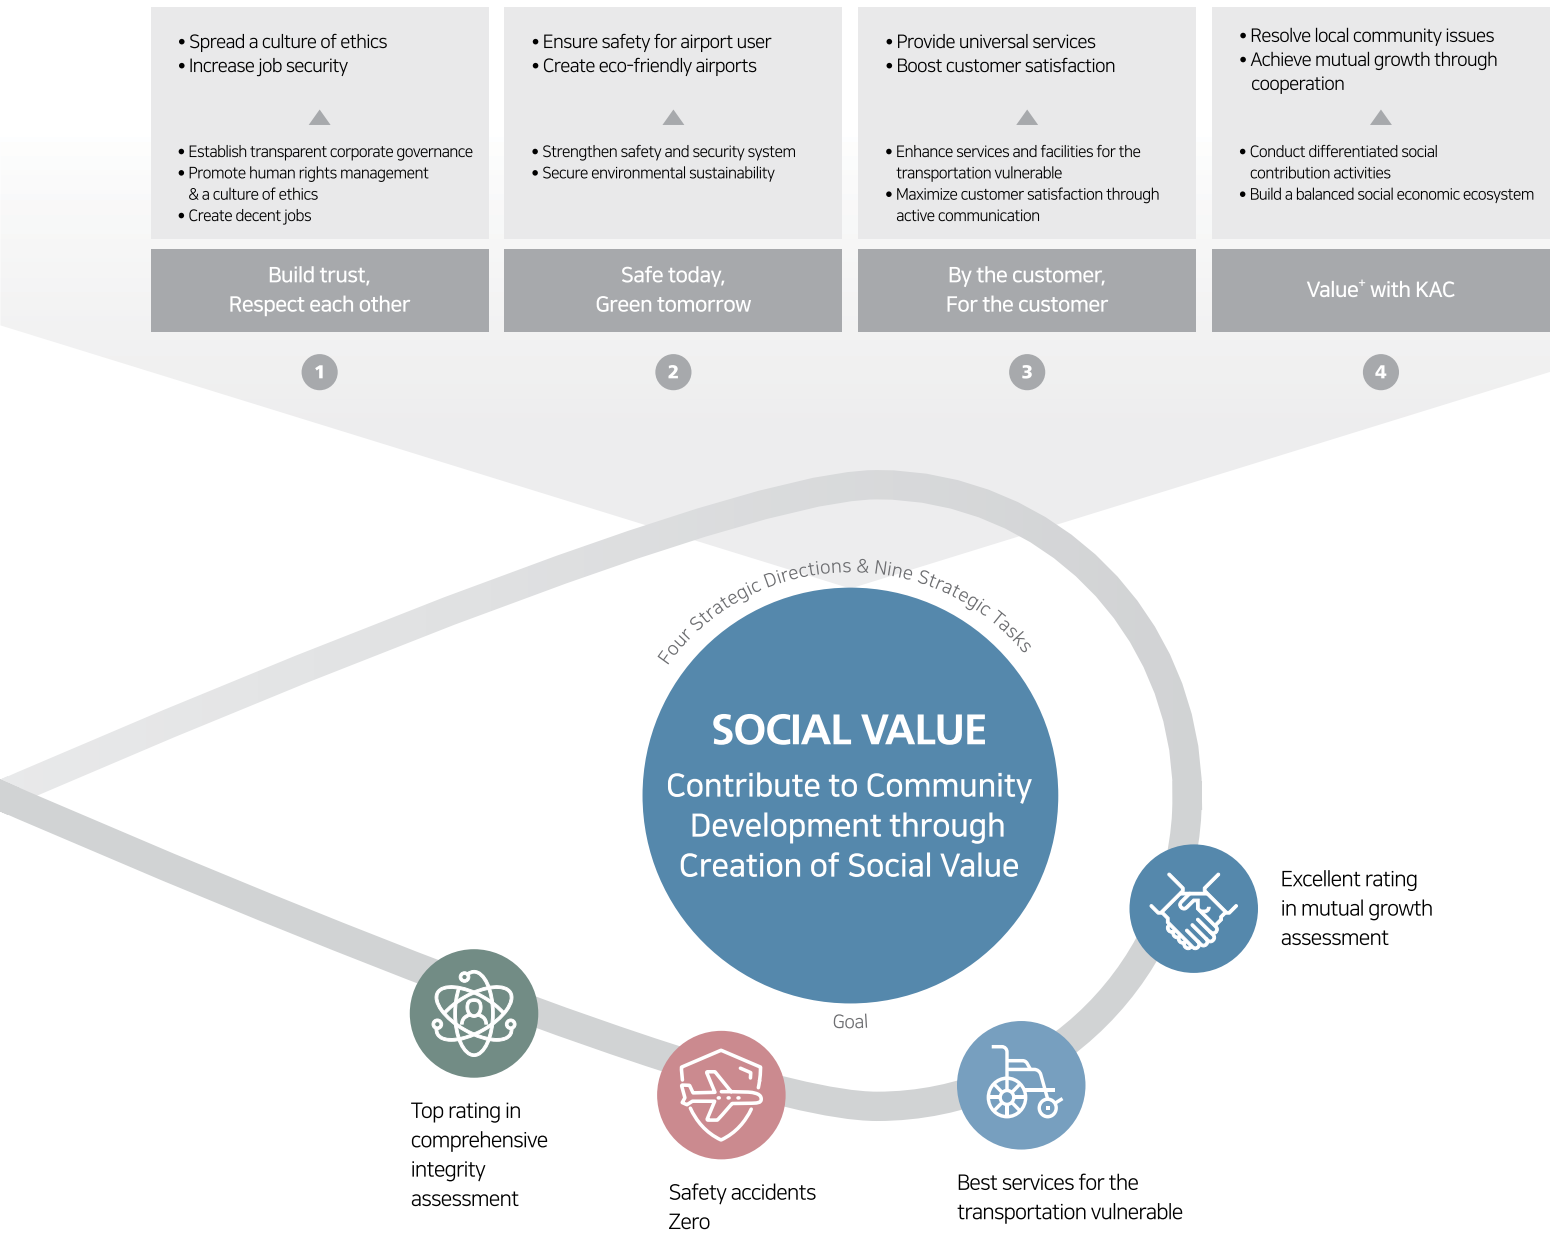 • Spread a culture of ethics
• Increase job security
• Establish transparent corporate governance
• Promote human rights management
& a culture of ethics
• Create decent jobs
Build trust,
Respect each other
1
• Ensure safety for airport user
• Create eco-friendly airports
• Strengthen safety and security system
• Secure environmental sustainability
Safe today,
Green tomorrow
2
• Provide universal services
• Boost customer satisfaction
• Enhance services and facilities for the
transportation vulnerable
• Maximize customer satisfaction through
active communication
By the customer,
For the customer
3
• Resolve local community issues
• Achieve mutual growth through
cooperation
• Conduct differentiated social
contribution activities
• Build a balanced social economic ecosystem
Value+ with KAC
4
Four Strategic Directions & Nine Strategic Tasks
SOCIAL VALUE
Contribute to Community
Development through
Creation of Social Value
Goal
Top rating in
comprehensive
integrity
assessment
Safety accidents
Zero
Best services for the
transportation vulnerable
Excellent rating
in mutual growth
assessment